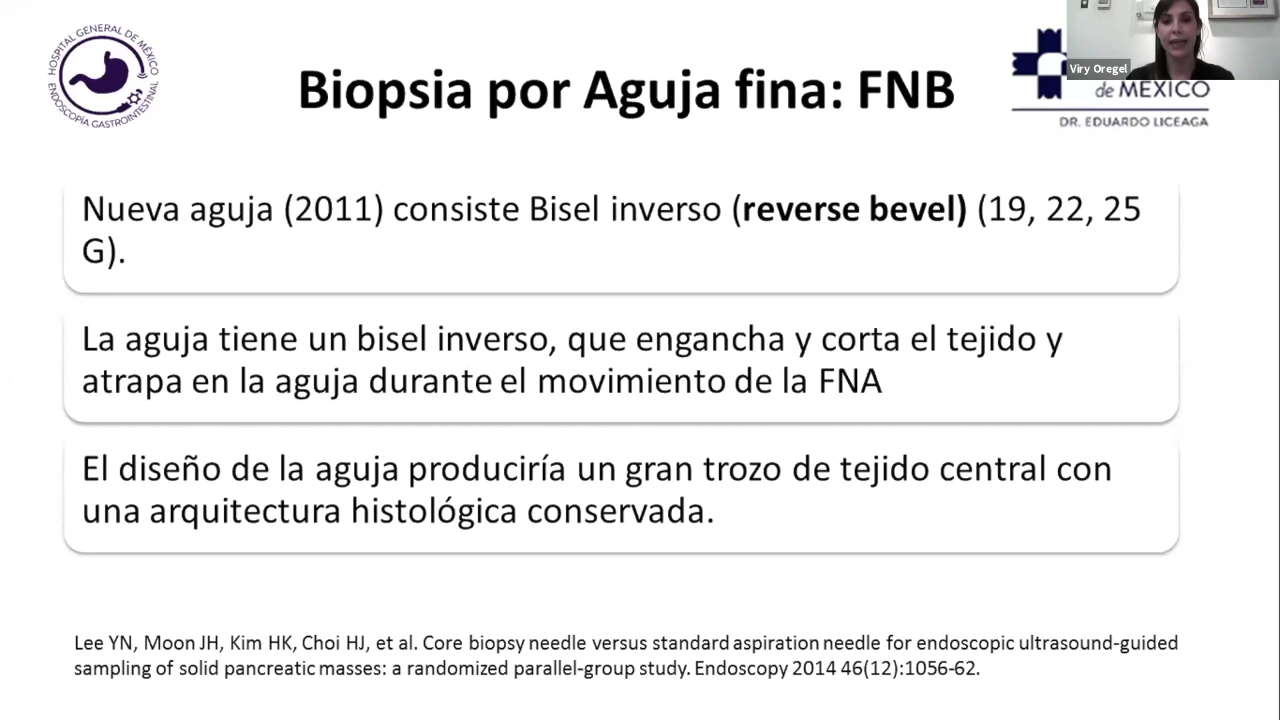 HOSPITAL GENERAL DE MÉXICO
ENDOSCOPÍA GASTROINTESTINAL
Biopsia por Aguja fina: FNB
Viry Oregel
de MÉXICO
DR. EDUARDO LICEAGA
Nueva aguja (2011) consiste Bisel inverso (reverse bevel) (19, 22, 25
G).
La aguja tiene un bisel inverso, que engancha y corta el tejido y
atrapa en la aguja durante el movimiento de la FNA
El diseño de la aguja produciría un gran trozo de tejido central con
una arquitectura histológica conservada.
Lee YN, Moon JH, Kim HK, Choi HJ, et al. Core biopsy needle versus standard aspiration needle for endoscopic ultrasound-guided
sampling of solid pancreatic masses: a randomized parallel-group study. Endoscopy 2014 46(12):1056-62.